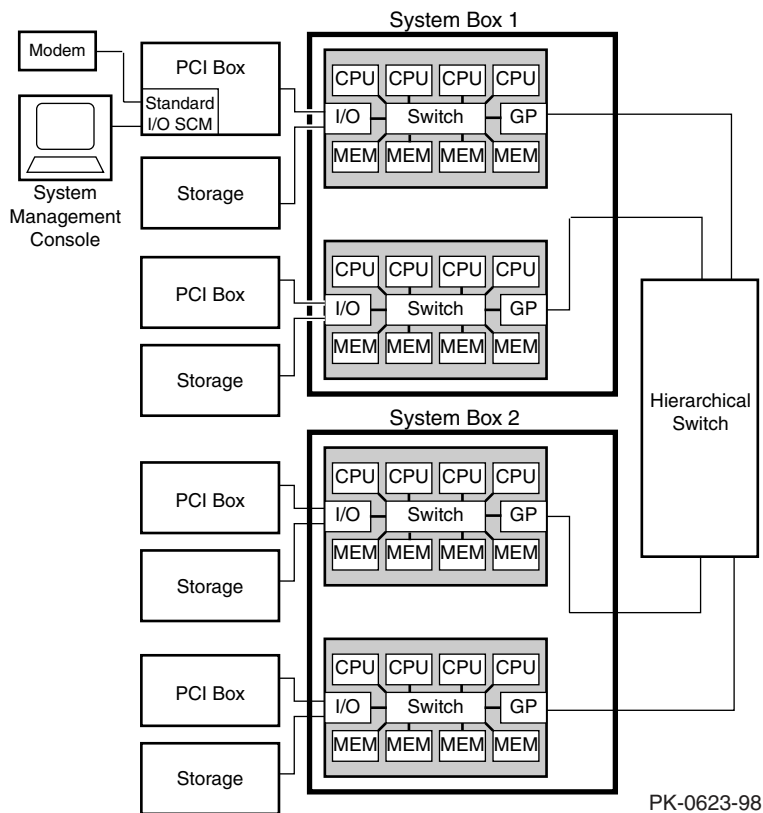 System Box 1
Modem
PCI Box
Standard
I/O SCM
System
Management
Console
Storage
CPU CPU CPU CPU
I/O Switch GP
MEM MEM MEM MEM
PCI Box
Storage
CPU CPU CPU CPU
I/O Switch GP
MEM MEM MEM MEM
Hierarchical
Switch
System Box 2
PCI Box
Storage
CPU CPU CPU CPU
I/O Switch GP
MEM MEM MEM MEM
PCI Box
Storage
CPU CPU CPU CPU
I/O Switch GP
MEM MEM MEM MEM
PK-0623-98